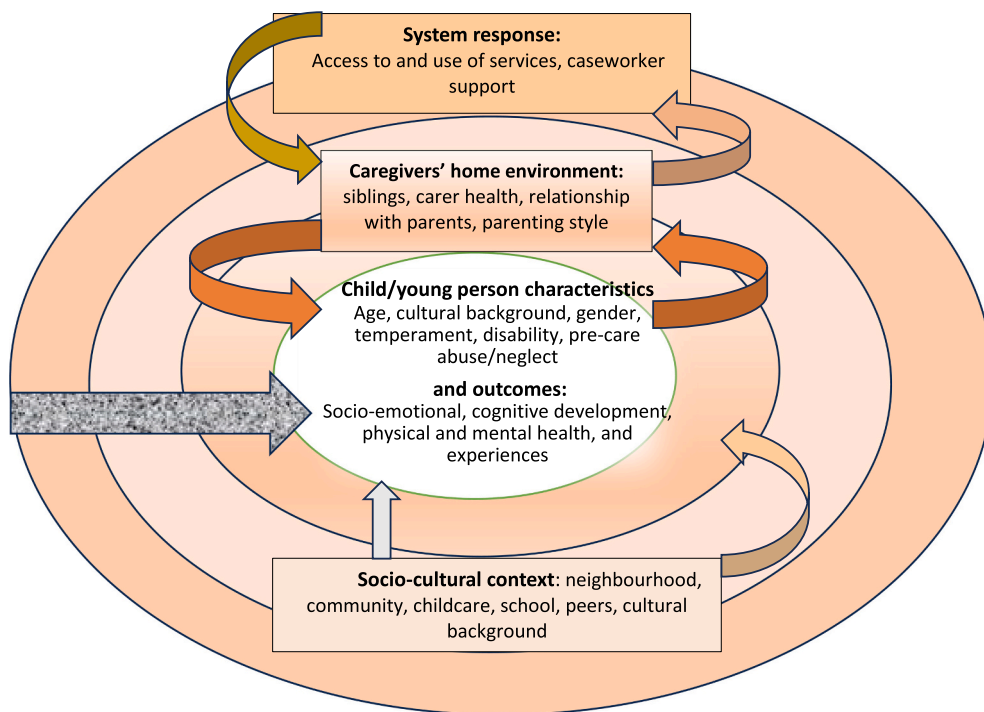 System response:
Access to and use of services, caseworker
support
Caregivers’ home environment:
siblings, carer health, relationship
with parents, parenting style
Child/young person characteristics
Age, cultural background, gender,
temperament, disability, pre-care
abuse/neglect
and outcomes:
Socio-emotional, cognitive development,
physical and mental health, and
experiences
Socio-cultural context: neighbourhood,
community, childcare, school, peers, cultural
background